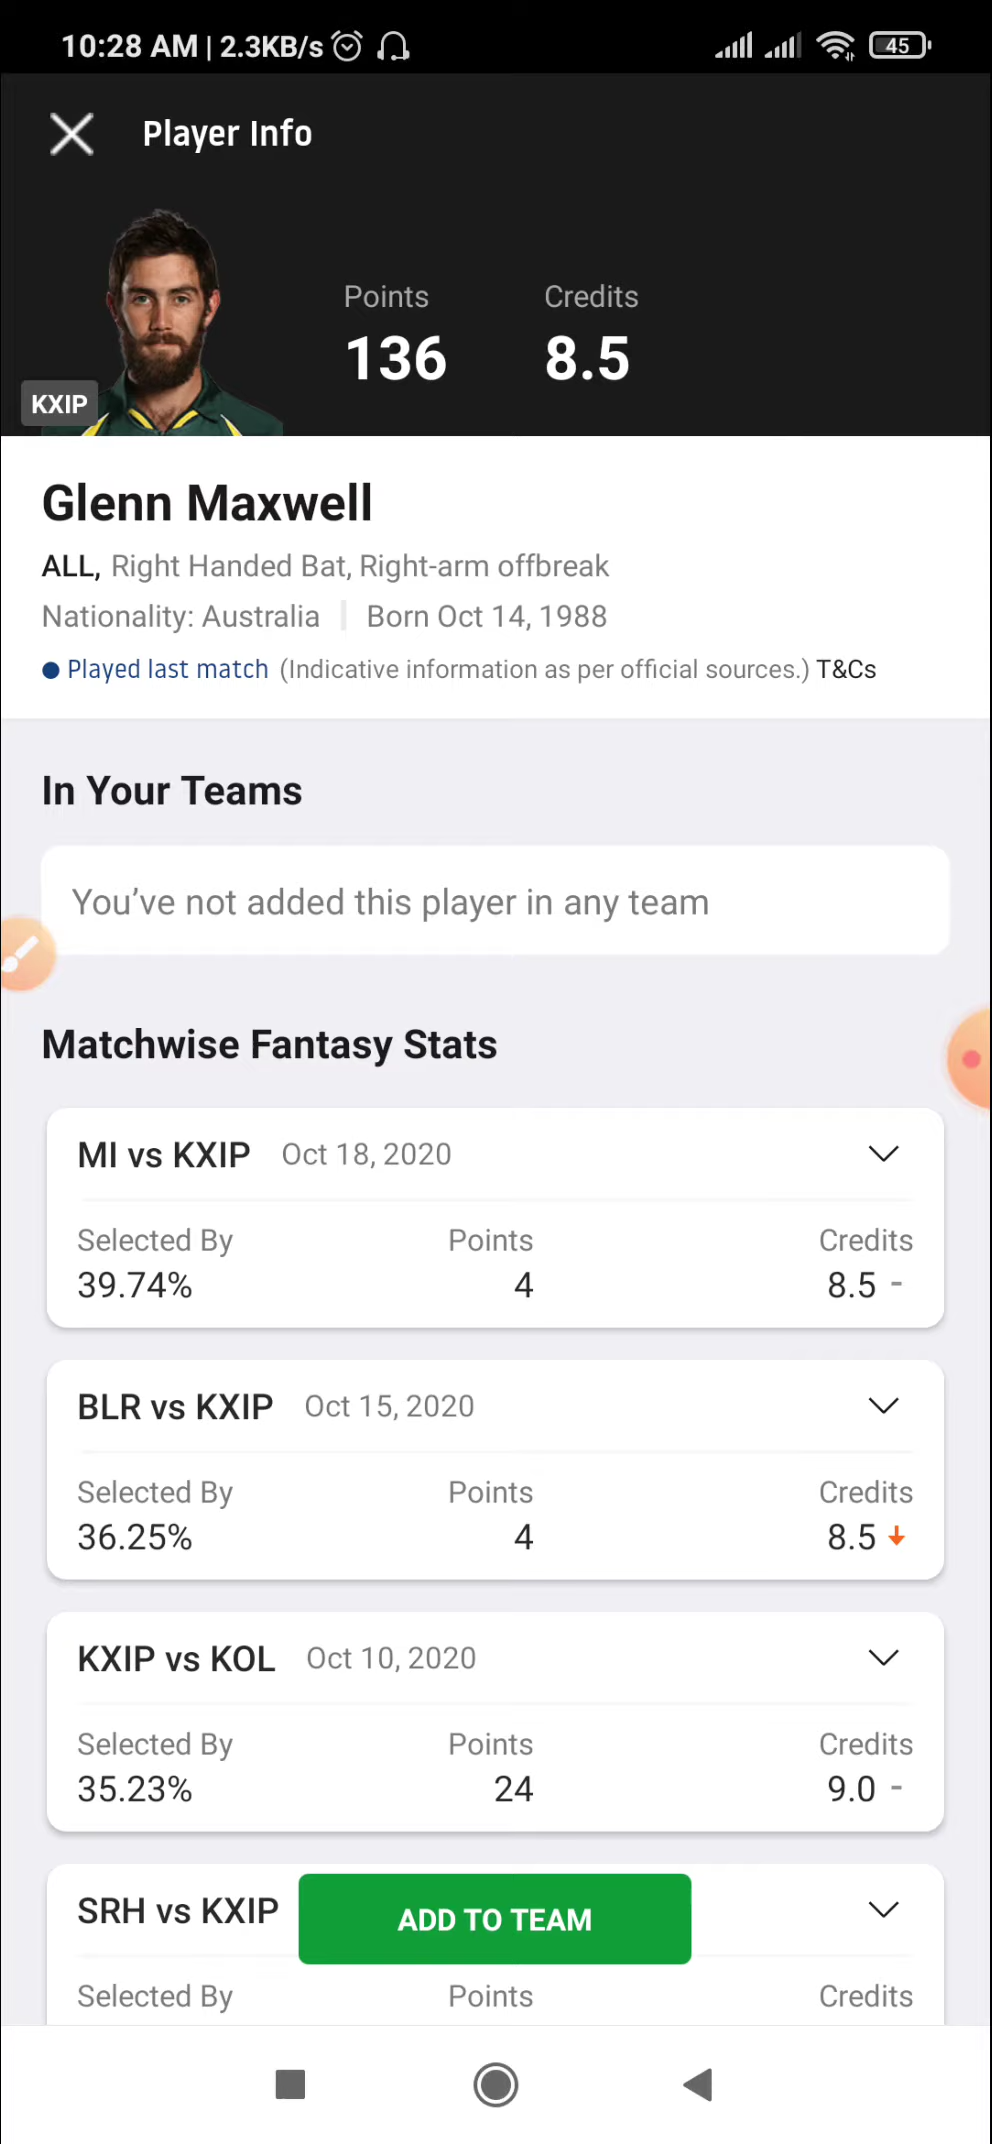 10:28 AM | 2.3KB/s 45
Player Info
Points Credits
136 8.5
KXIP
Glenn Maxwell
ALL, Right Handed Bat, Right-arm offbreak
Nationality: Australia Born Oct 14, 1988
Played last match (Indicative information as per official sources.) T&Cs
In Your Teams
You’ve not added this player in any team
Matchwise Fantasy Stats
MI vs KXIP Oct 18, 2020
Selected By Points Credits
39.74% 4 8.5 -
BLR vs KXIP Oct 15, 2020
Selected By Points Credits
36.25% 4 8.5
KXIP vs KOL Oct 10, 2020
Selected By Points Credits
35.23% 24 9.0 -
SRH vs KXIP ADD TO TEAM
Selected By Points Credits